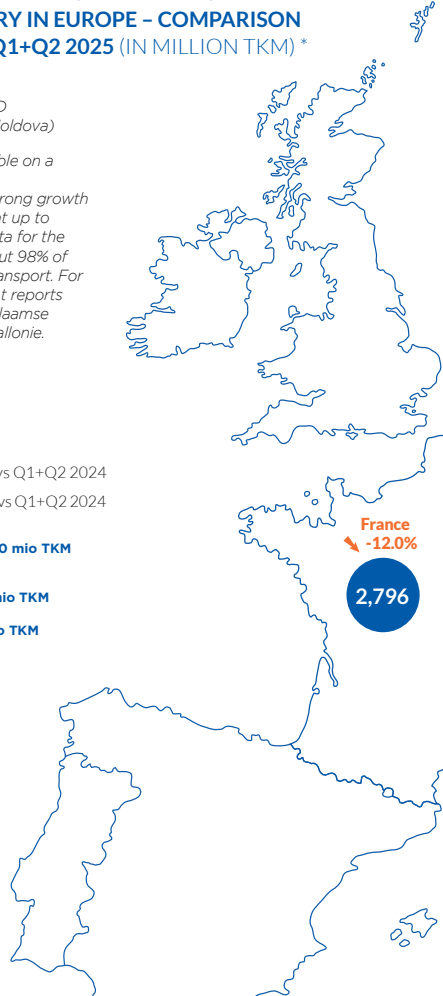 RY IN EUROPE – COMPARISON
Q1+Q2 2025 (IN MILLION TKM) *
oldova)
ble on a
rong growth
t up to
ta for the
ut 98% of
ansport. For
t reports
laamse
allonie.
vs Q1+Q2 2024
vs Q1+Q2 2024
0 mio TKM
mio TKM
o TKM
France
-12.0%
2,796